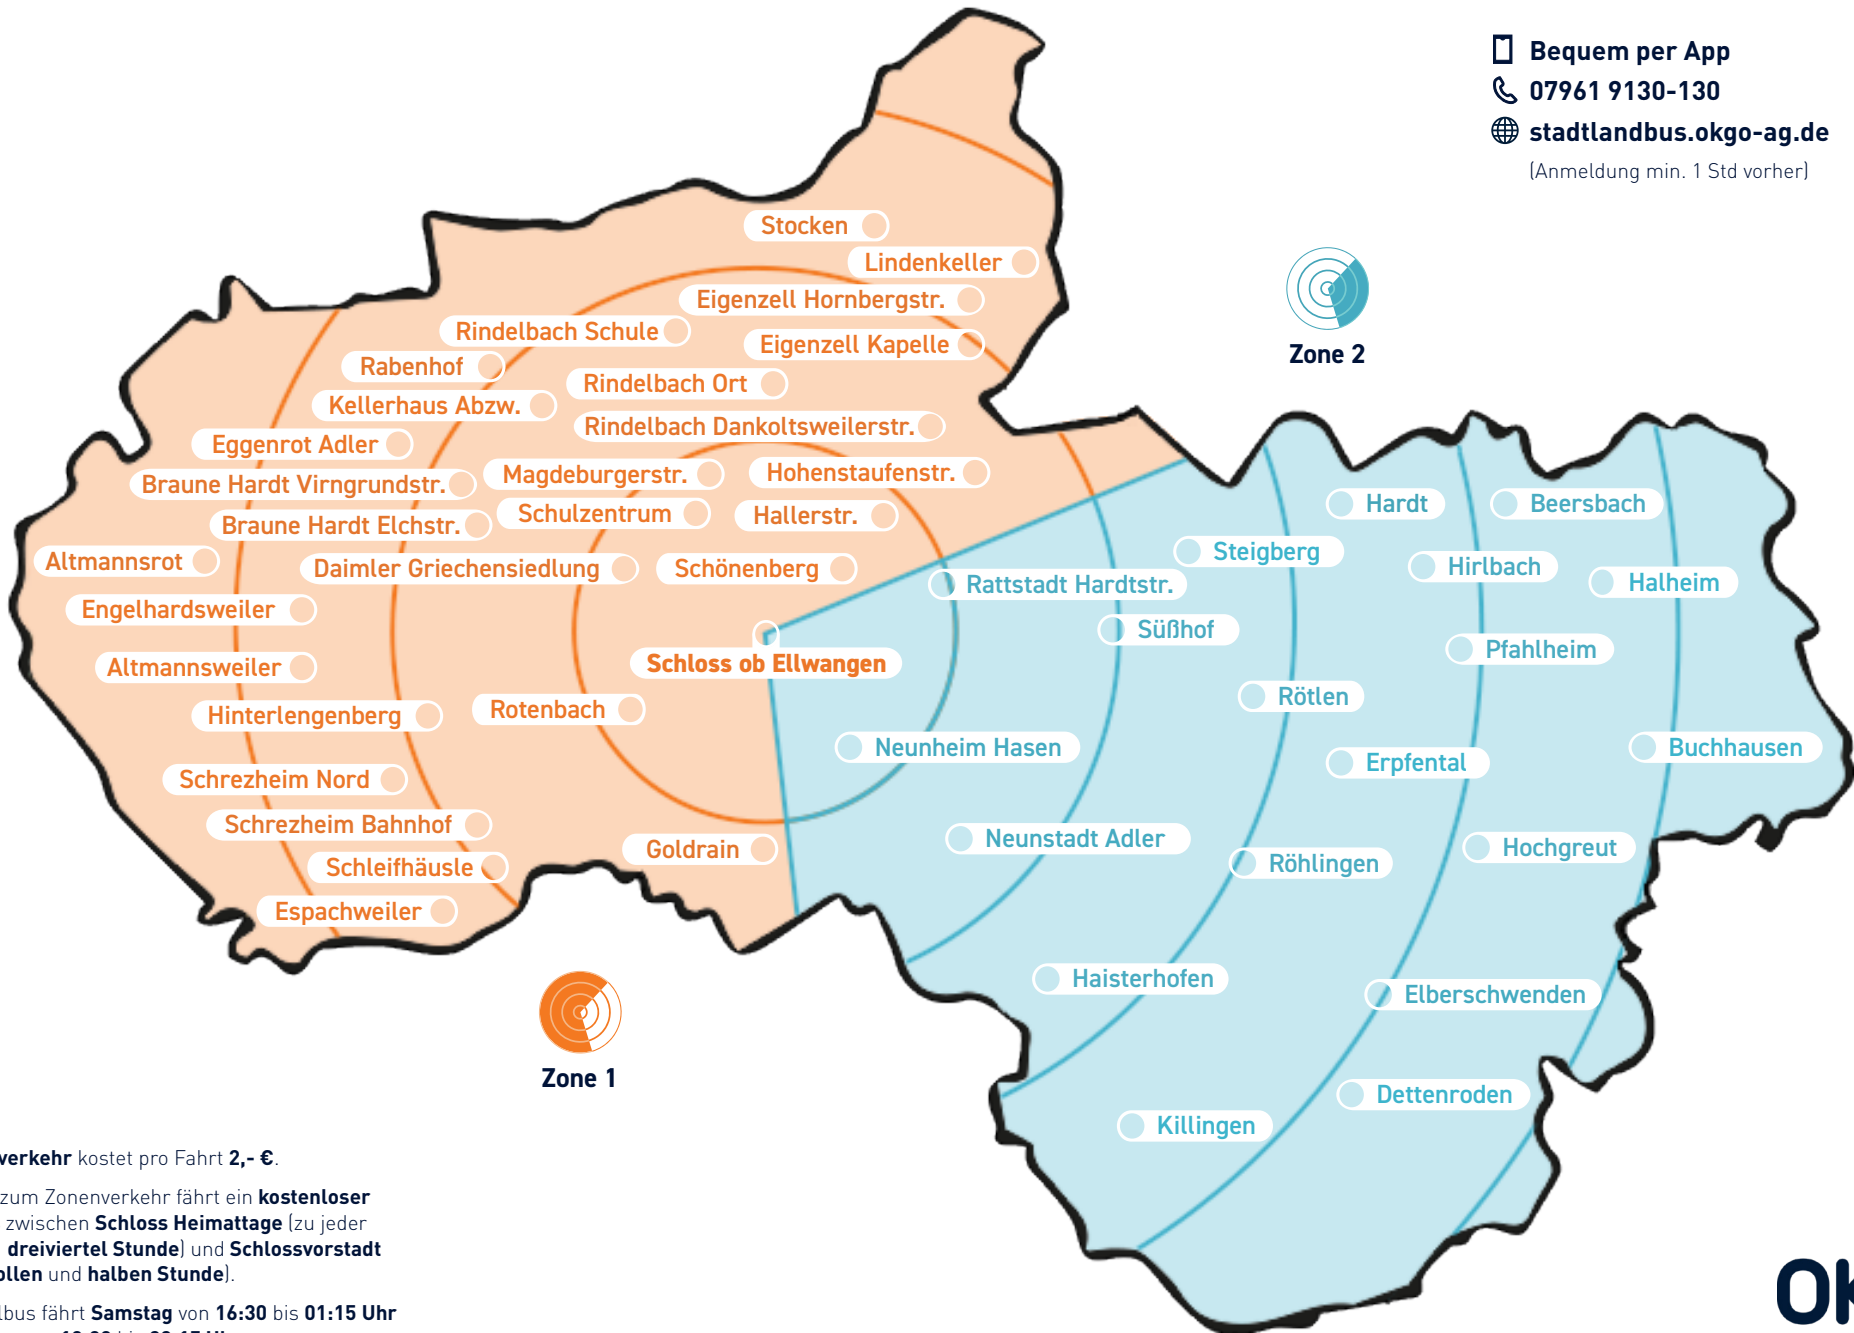 Bequem per App
07961 9130-130
stadtlandbus.okgo-ag.de
(Anmeldung min. 1 Std vorher)
Stocken
Lindenkeller
Eigenzell Hornbergstr.
Rindelbach Schule
Eigenzell Kapelle
Rabenhof
Rindelbach Ort
Kellerhaus Abzw.
Rindelbach Dankoltsweilerstr.
Eggenrot Adler
Magdeburgerstr.
Hohenstaufenstr.
Braune Hardt Virngrundstr.
Schulzentrum
Hallerstr.
Braune Hardt Elchstr.
Altmannsrot
Daimler Griechensiedlung
Schönenberg
Engelhardsweiler
Schloss ob Ellwangen
Altmannsweiler
Hinterlengenberg
Rotenbach
Schrezheim Nord
Schrezheim Bahnhof
Goldrain
Schleifhäusle
Espachweiler
Zone 1
Zone 2
Hardt
Beersbach
Steigberg
Hirlbach
Rattstadt Hardtstr.
Halheim
Süßhof
Pfahlheim
Rötlen
Neunheim Hasen
Erpfental
Buchhausen
Neunstadt Adler
Röhlingen
Hochgreut
Haisterhofen
Elberschwenden
Dettenroden
Killingen
verkehr kostet pro Fahrt 2,- €.
zum Zonenverkehr fährt ein kostenloser
zwischen Schloss Heimattage (zu jeder
dreiviertel Stunde) und Schlossvorstadt
ollen und halben Stunde).
lbus fährt Samstag von 16:30 bis 01:15 Uhr